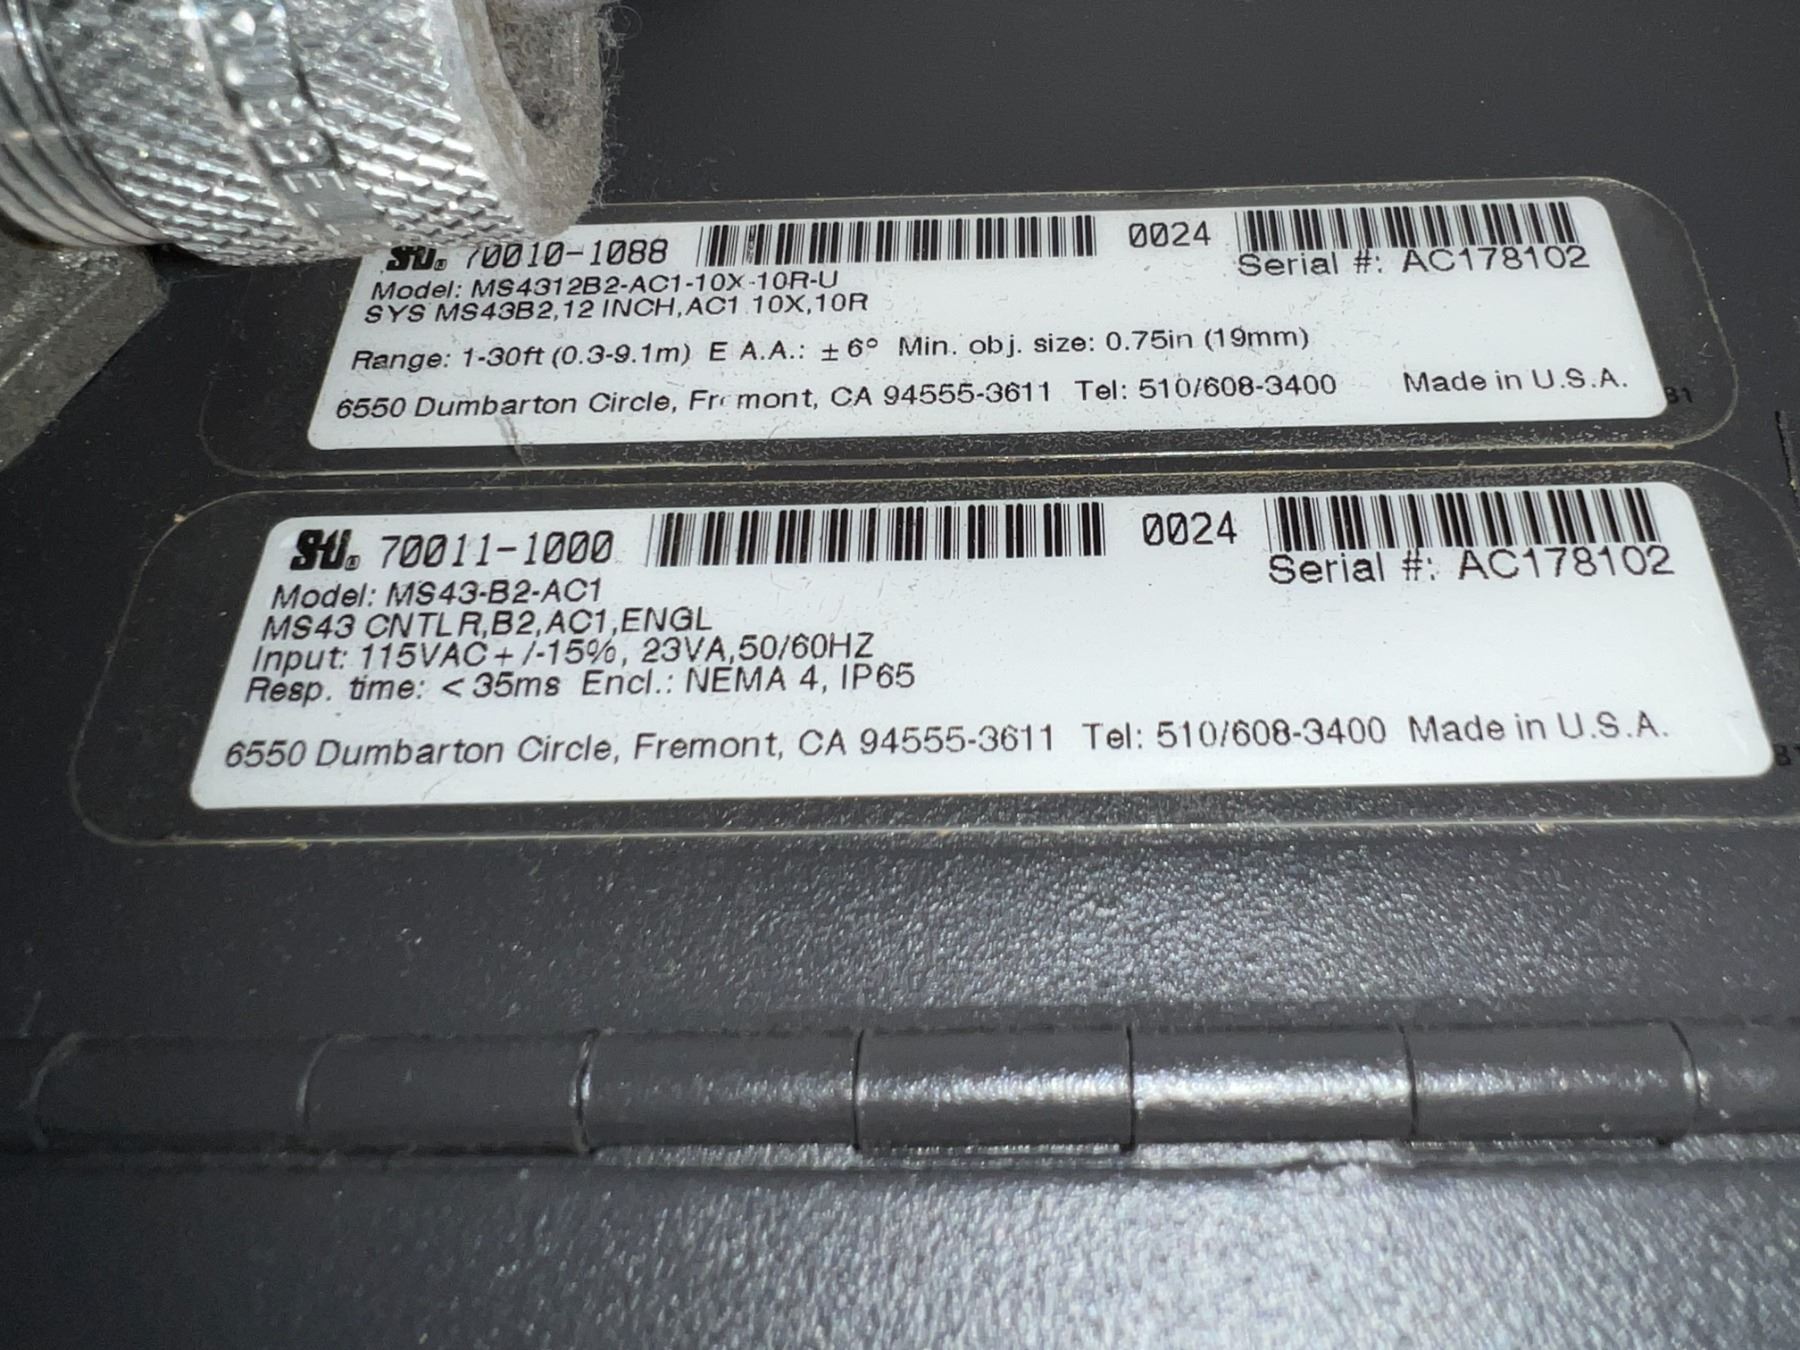 STI® 70010-1088 0024
Serial #: AC178102
Model: MS4312B2-AC1-10X-10R-U
SYS MS43B2,12 INCH,AC1 10X,10R
Range: 1-30ft (0.3-9.1m) E A.A.: ±6° Min. obj. size: 0.75in (19mm)
6550 Dumbarton Circle, Fremont, CA 94555-3611 Tel: 510/608-3400 Made in U.S.A.
STI® 70011-1000 0024
Serial #: AC178102
Model: MS43-B2-AC1
MS43 CNTLR,B2,AC1,ENGL
Input: 115VAC+/-15%, 23VA,50/60HZ
Resp. time: <35ms Encl.: NEMA 4, IP65
6550 Dumbarton Circle, Fremont, CA 94555-3611 Tel: 510/608-3400 Made in U.S.A.